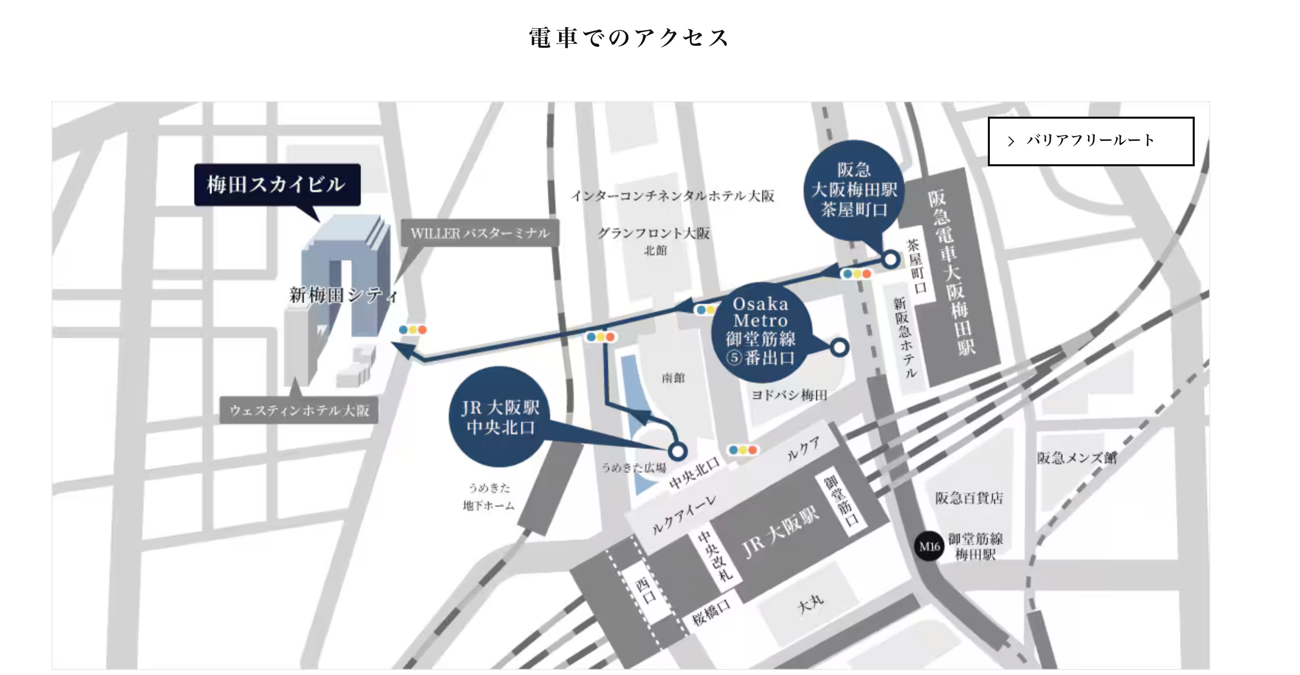 電車でのアクセス
バリアフリールート
梅田スカイビル
WILLER バスターミナル
新梅田シティ
ウェスティンホテル大阪
インターコンチネンタルホテル大阪
グランフロント大阪
北館
阪急
大阪梅田駅
茶屋町口
阪急電車大阪梅田駅
茶屋町口
新阪急ホテル
Osaka
Metro
御堂筋線
⑤番出口
南館
ヨドバシ梅田
JR 大阪駅
中央北口
うめきた広場
うめきた
地下ホーム
中央北口
ルクア
ルクアイーレ
御堂筋口
JR 大阪駅
中央改札
西口
桜橋口
大丸
阪急メンズ館
阪急百貨店
M16
御堂筋線
梅田駅